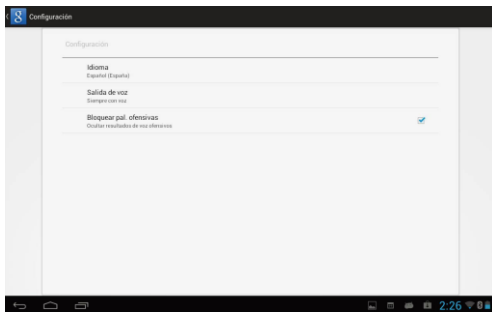 Configuración
Configuración
Idioma
Español (España)
Salida de voz
Siempre con voz
Bloquear pal. ofensivas
Ocultar resultados de voz ofensivos
2:26